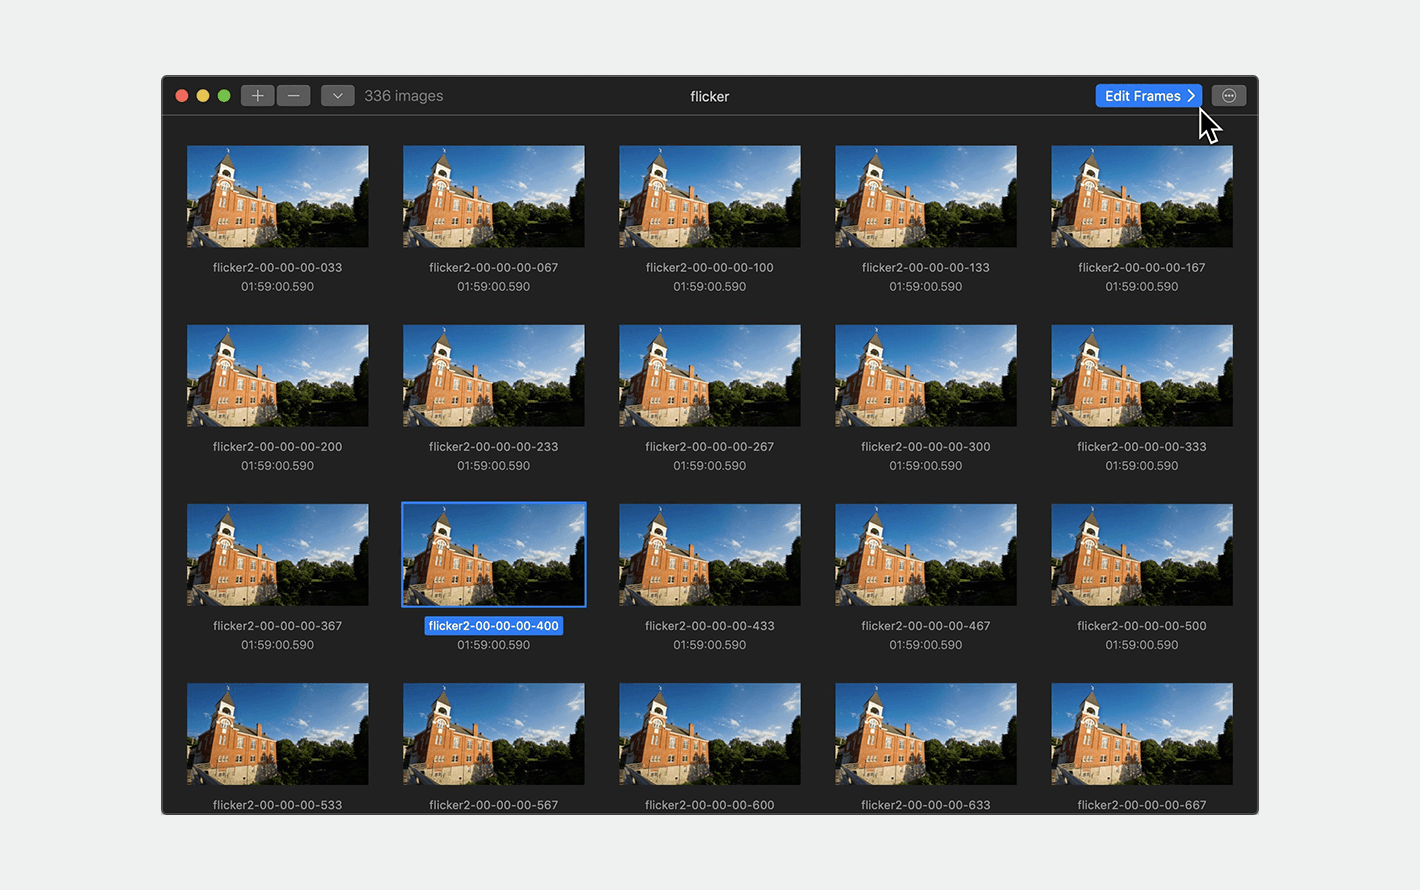 336 images
flicker
Edit Frames
flicker2-00-00-00-033
flicker2-00-00-00-067
flicker2-00-00-00-100
flicker2-00-00-00-133
flicker2-00-00-00-167
01:59:00.590
01:59:00.590
01:59:00.590
01:59:00.590
01:59:00.590
flicker2-00-00-00-200
flicker2-00-00-00-233
flicker2-00-00-00-267
flicker2-00-00-00-300
flicker2-00-00-00-333
01:59:00.590
01:59:00.590
01:59:00.590
01:59:00.590
01:59:00.590
flicker2-00-00-00-367
flicker2-00-00-00-400
flicker2-00-00-00-433
flicker2-00-00-00-467
flicker2-00-00-00-500
01:59:00.590
01:59:00.590
01:59:00.590
01:59:00.590
01:59:00.590
flicker2-00-00-00-533
flicker2-00-00-00-567
flicker2-00-00-00-600
flicker2-00-00-00-633
flicker2-00-00-00-667